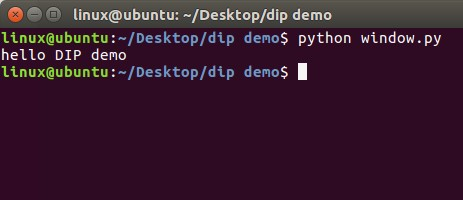 linux@ubuntu: ~/Desktop/dip demo
linux@ubuntu:~/Desktop/dip demo$ python window.py
hello DIP demo
linux@ubuntu:~/Desktop/dip demo$